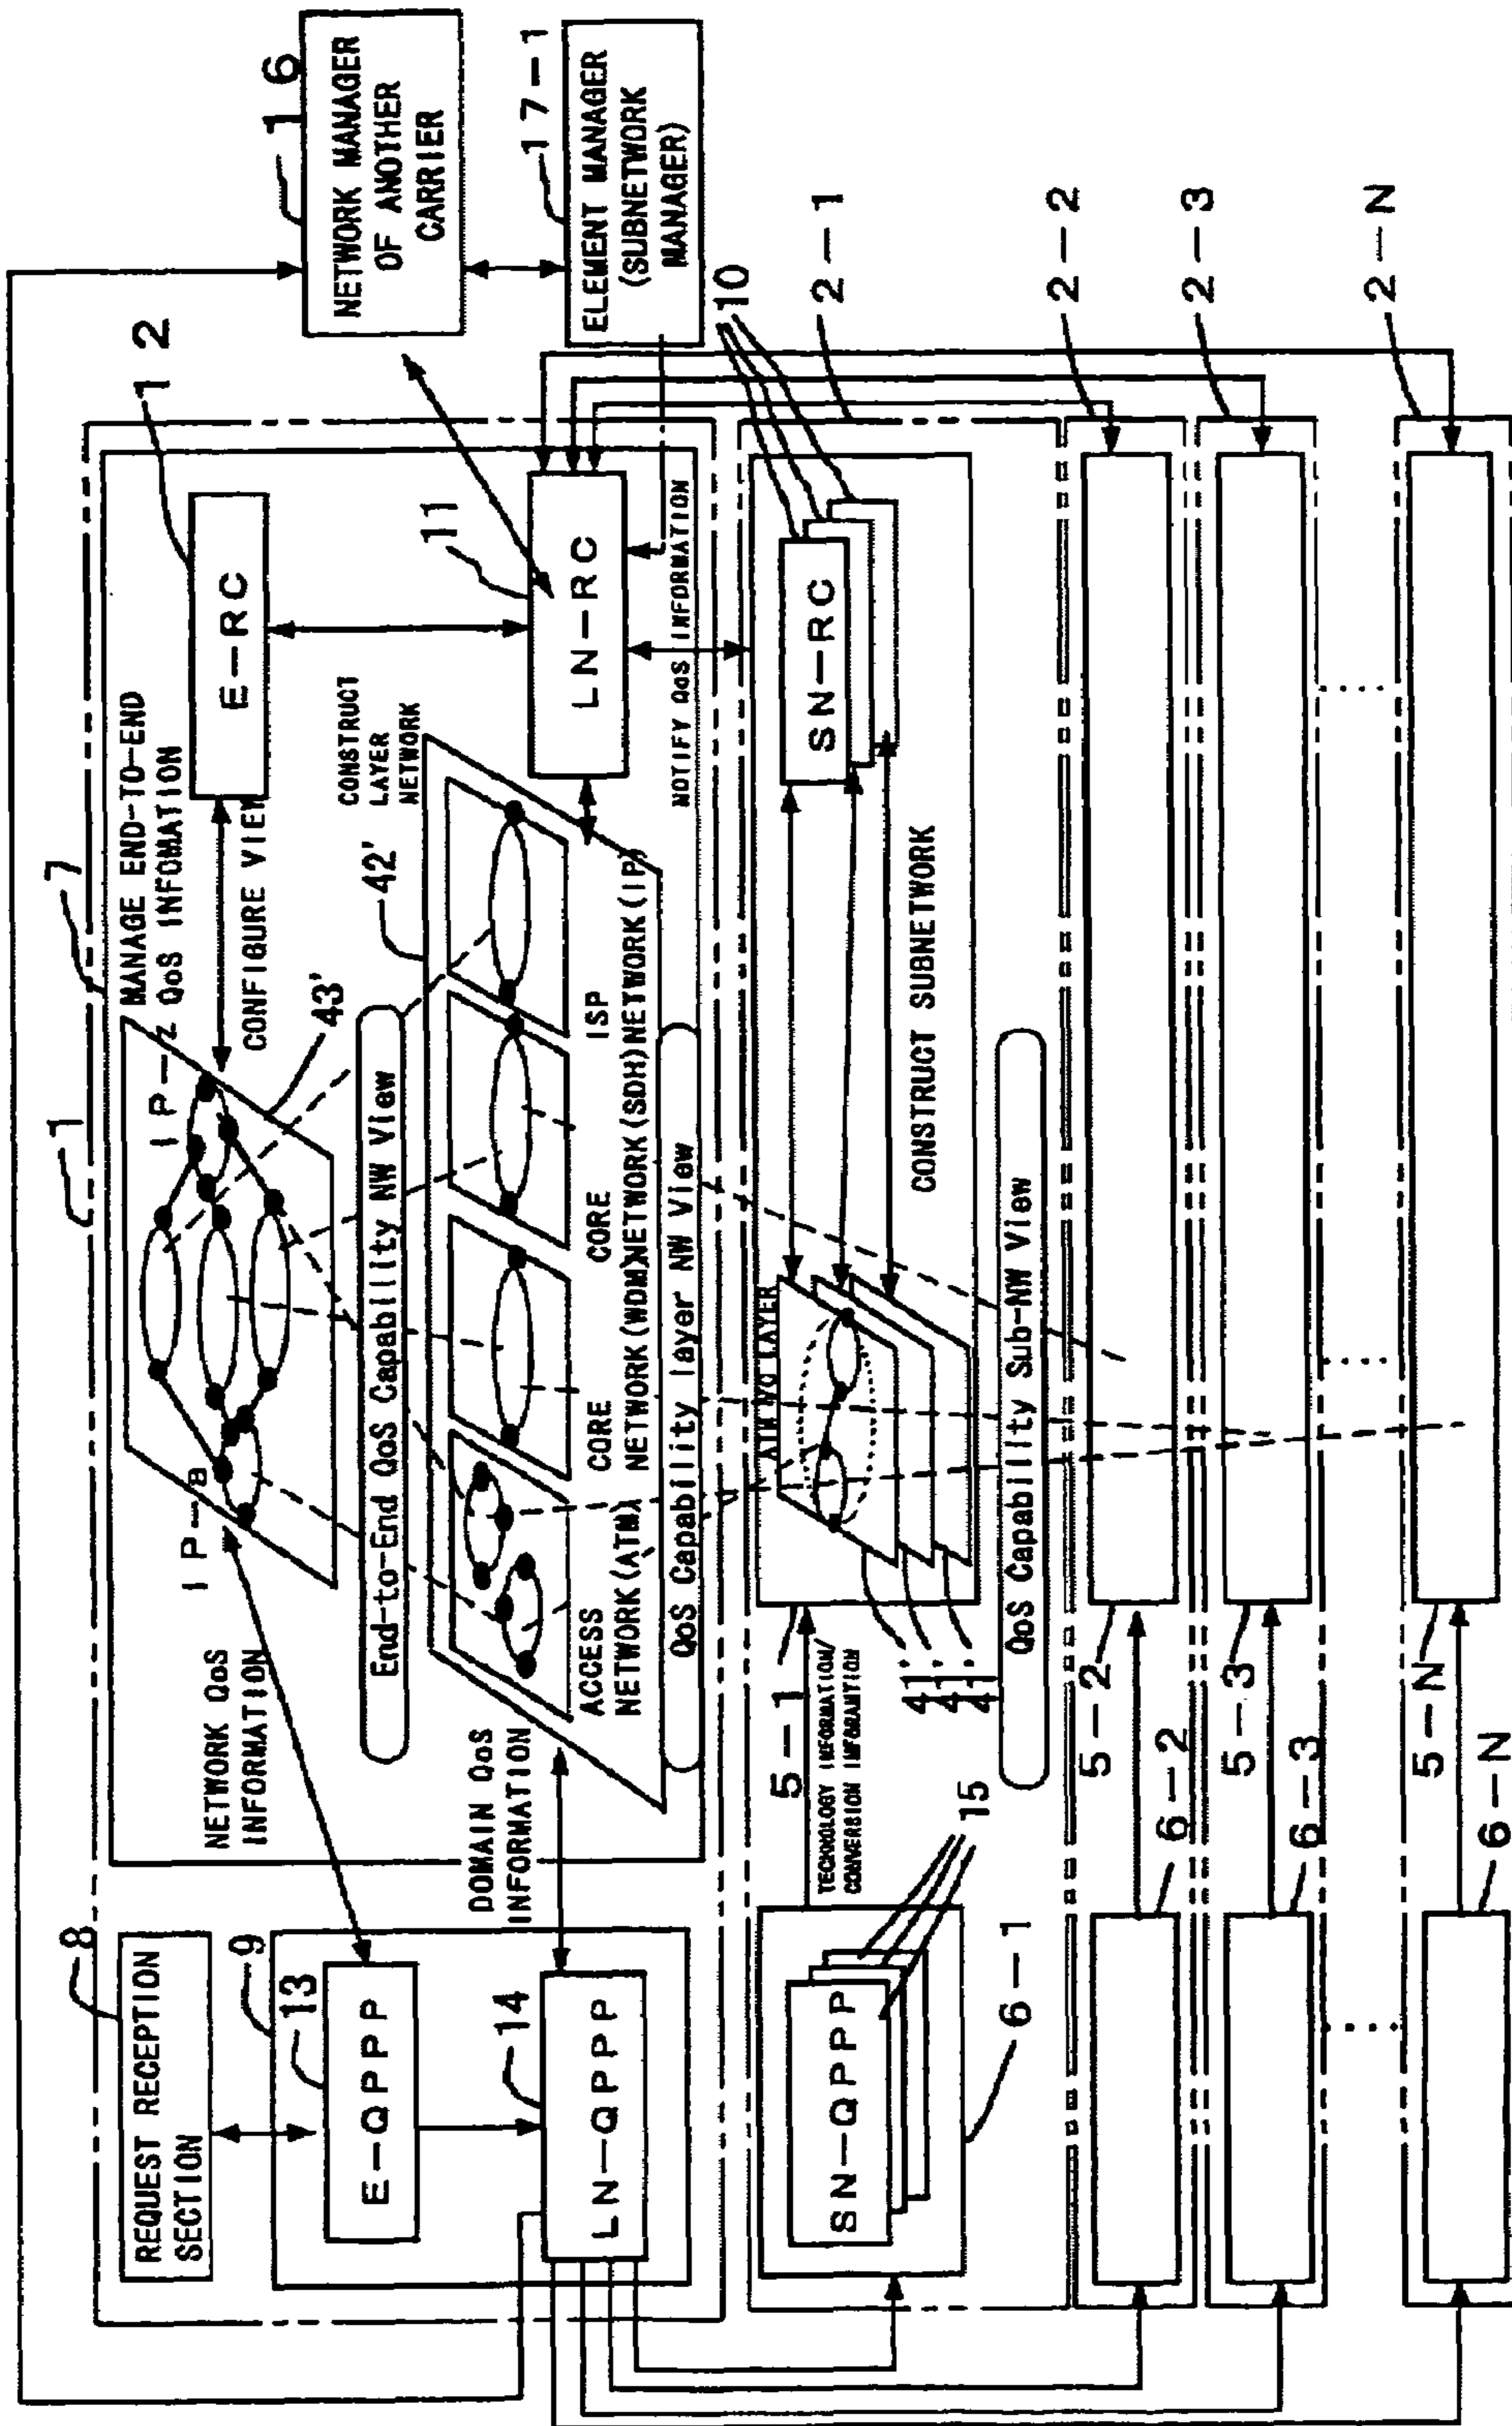 1
7
REQUEST RECEPTION
SECTION
8
9
13
E-QPPP
14
LN-QPPP
NETWORK QoS
INFORMATION
DOMAIN QoS
INFORMATION
IP-a
IP-z
MANAGE END-TO-END
QoS INFOMATION
CONFIGURE VIEW
43'
E-RC
12
End-to-End QoS Capability NW View
CONSTRUCT
LAYER
NETWORK
42'
ACCESS
NETWORK(ATM)
CORE
NETWORK(WDM)
CORE
NETWORK(SDH)
ISP
NETWORK(IP)
QoS Capability layer NW View
LN-RC
11
NOTIFY QoS INFORMATION
NETWORK MANAGER
OF ANOTHER
CARRIER
16
ELEMENT MANAGER
(SUBNETWORK
MANAGER)
17-1
SN-QPPP
15
6-1
TECHNOLOGY INFORMATION/
CONVERSION INFORAMTION
5-1
ATM VC LAYER
41'
41'
41'
CONSTRUCT SUBNETWORK
SN-RC
10
2-1
QoS Capability Sub-NW View
6-2
5-2
2-2
6-3
5-3
2-3
6-N
5-N
2-N